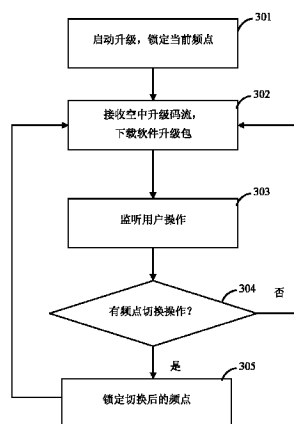 301
启动升级，锁定当前频点
302
接收空中升级码流，
下载软件升级包
303
监听用户操作
304
有频点切换操作？
否
是
305
锁定切换后的频点